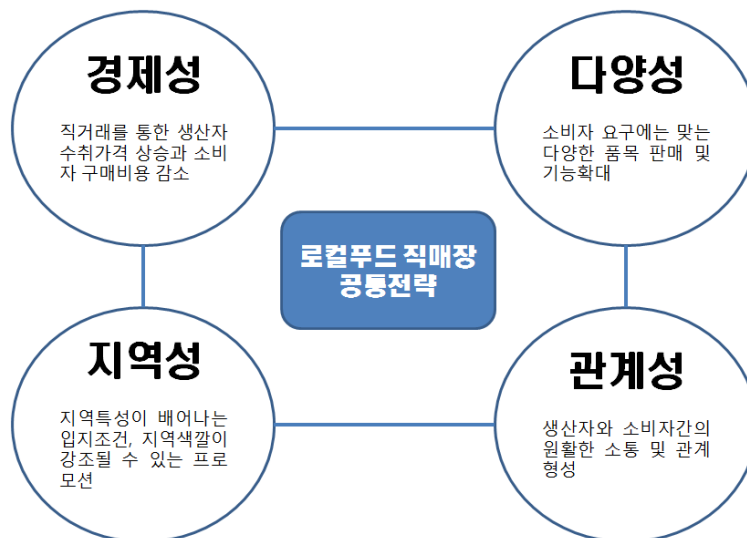 경제성
직거래를 통한 생산자
수취가격 상승과 소비
자 구매비용 감소
다양성
소비자 요구에는 맞는
다양한 품목 판매 및
기능확대
로컬푸드 직매장
공통전략
지역성
지역특성이 배어나는
입지조건, 지역색깔이
강조될 수 있는 프로
모션
관계성
생산자와 소비자간의
원활한 소통 및 관계
형성